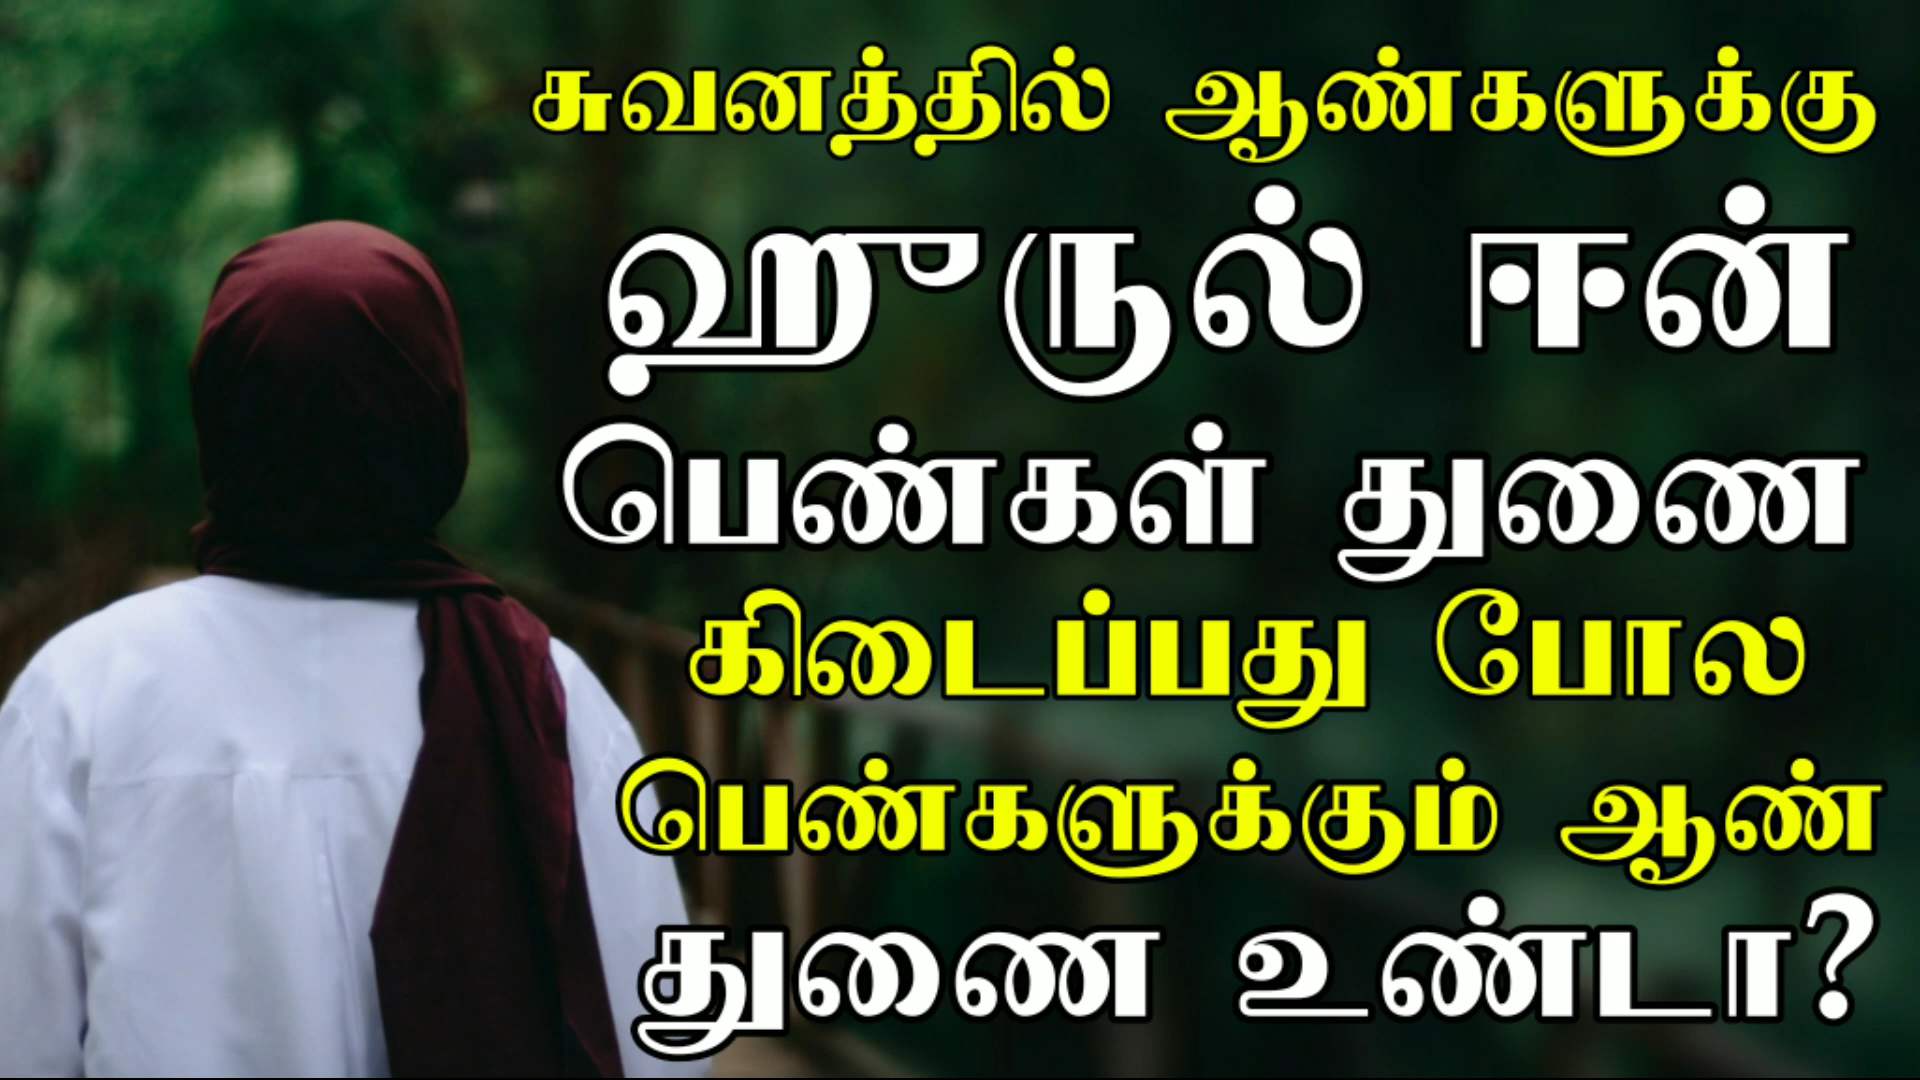 சுவனத்தில் ஆண்களுக்கு
ஹுருல் ஈன்
பெண்கள் துணை
கிடைப்பது போல
பெண்களுக்கும் ஆண்
துணை உண்டா?